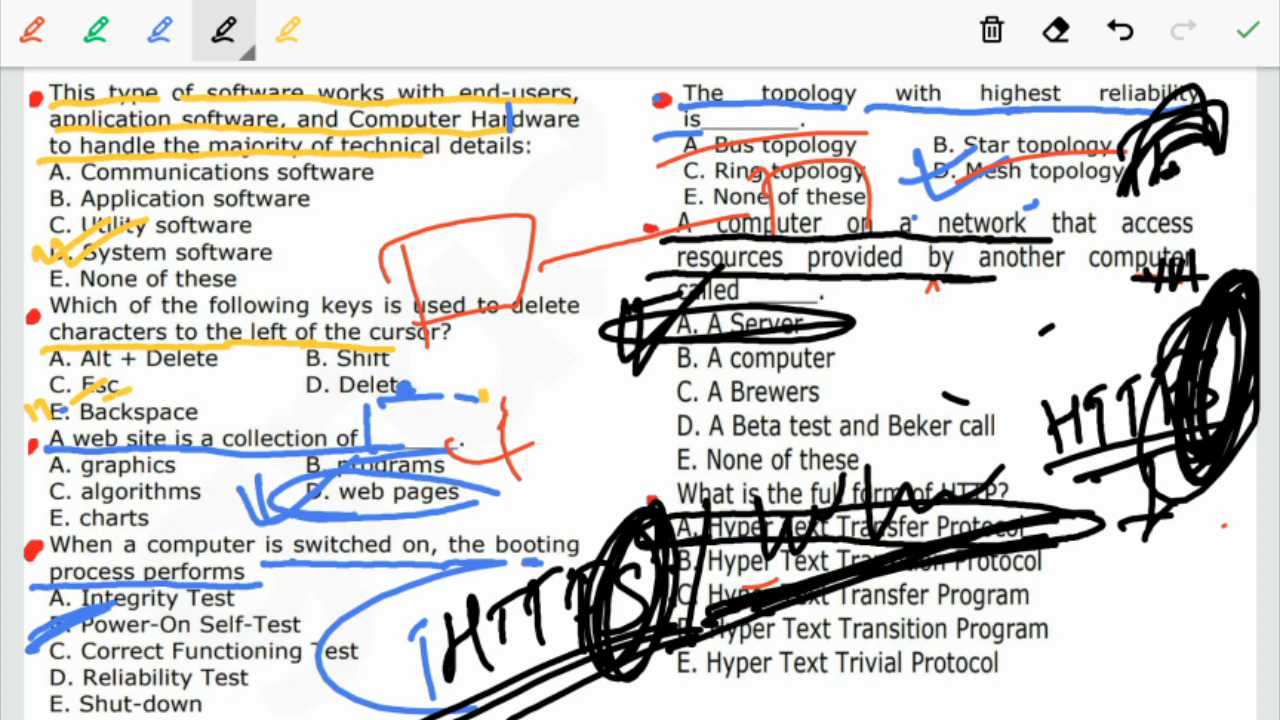 This type of software works with end-users,
application software, and Computer Hardware
to handle the majority of technical details:
A. Communications software
B. Application software
C. Utility software
D. System software
E. None of these
Which of the following keys is used to delete
characters to the left of the cursor?
A. Alt + Delete B. Shift
C. Esc D. Delete
E. Backspace
A web site is a collection of ________.
A. graphics B. programs
C. algorithms D. web pages
E. charts
When a computer is switched on, the booting
process performs
A. Integrity Test
B. Power-On Self-Test
C. Correct Functioning Test
D. Reliability Test
E. Shut-down
HTTPS
The topology with highest reliability
is________.
A. Bus topology B. Star topology
C. Ring topology D. Mesh topology
E. None of these
A computer on a network that access
resources provided by another computer
called ______.
A. A Server
B. A computer
C. A Brewers
D. A Beta test and Beker call
E. None of these
What is the full form of HTTP?
A. Hyper Text Transfer Protocol
B. Hyper Text Transition Protocol
C. Hyper Text Transfer Program
D. Hyper Text Transition Program
E. Hyper Text Trivial Protocol